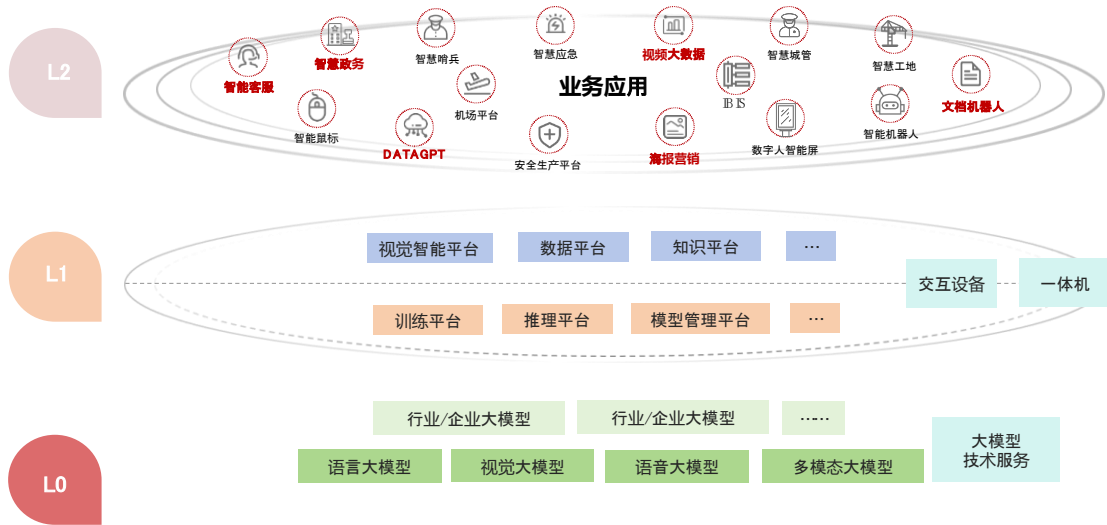 L2
智能客服
智慧政务
智慧哨兵
智慧应急
视频大数据
智慧城管
智慧工地
文档机器人
业务应用
机场平台
IBIS
智能鼠标
DATAGPT
安全生产平台
海报营销
数字人智能屏
智能机器人
L1
视觉智能平台
数据平台
知识平台
…
交互设备
一体机
训练平台
推理平台
模型管理平台
…
L0
行业/企业大模型
行业/企业大模型
……
语言大模型
视觉大模型
语音大模型
多模态大模型
大模型
技术服务